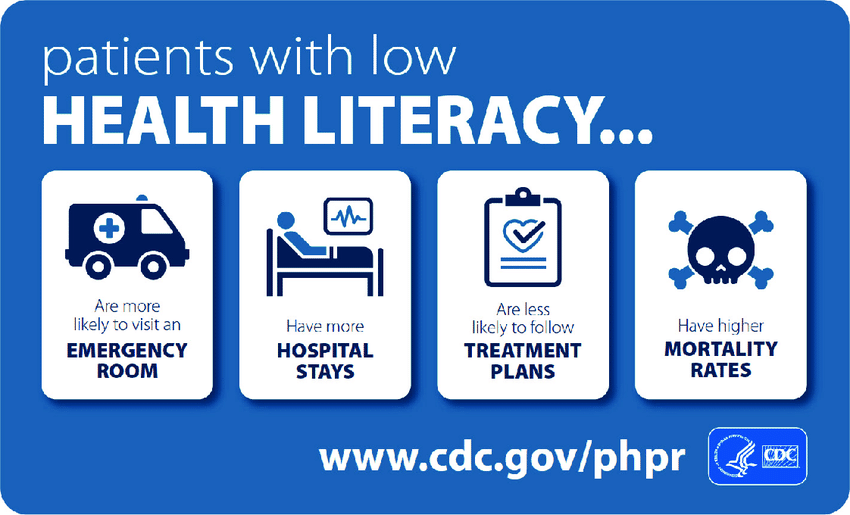 patients with low
HEALTH LITERACY...
Are more
likely to visit an
EMERGENCY
ROOM
Have more
HOSPITAL
STAYS
Are less
likely to follow
TREATMENT
PLANS
Have higher
MORTALITY
RATES
www.cdc.gov/phpr
CDC